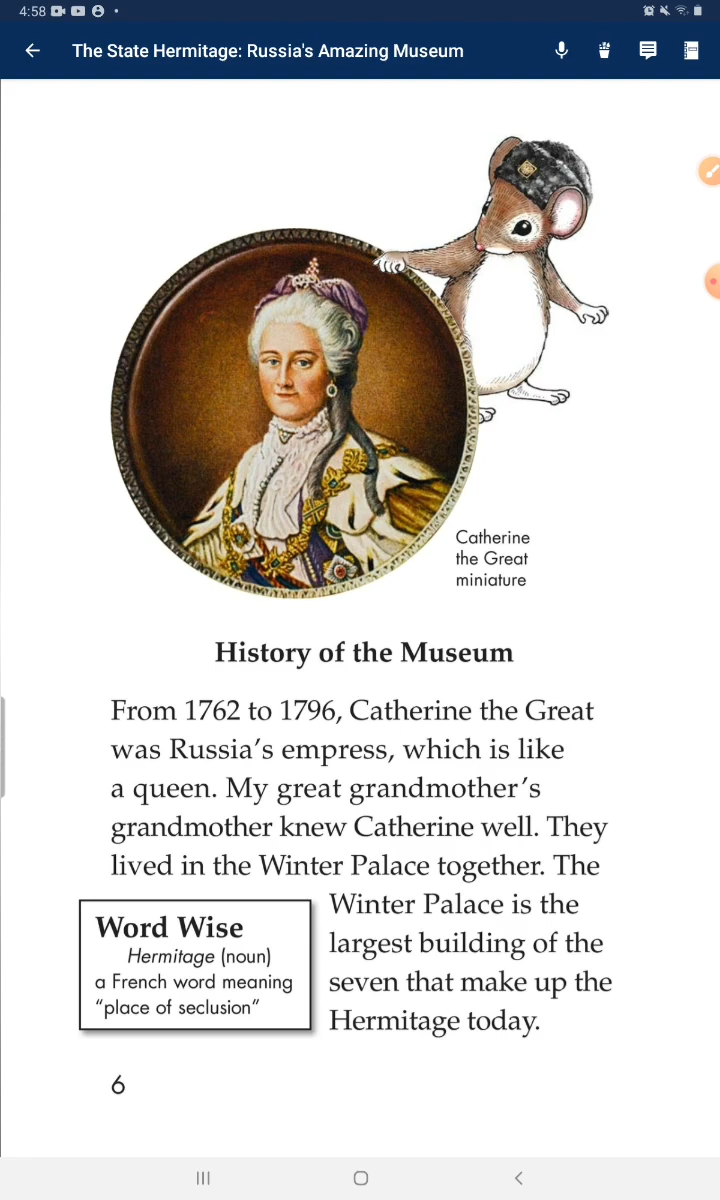 4:58
The State Hermitage: Russia's Amazing Museum
Catherine
the Great
miniature
History of the Museum
From 1762 to 1796, Catherine the Great
was Russia's empress, which is like
a queen. My great grandmother's
grandmother knew Catherine well. They
lived in the Winter Palace together. The
Winter Palace is the
largest building of the
seven that make up the
Hermitage today.
Word Wise
Hermitage (noun)
a French word meaning
"place of seclusion"
6